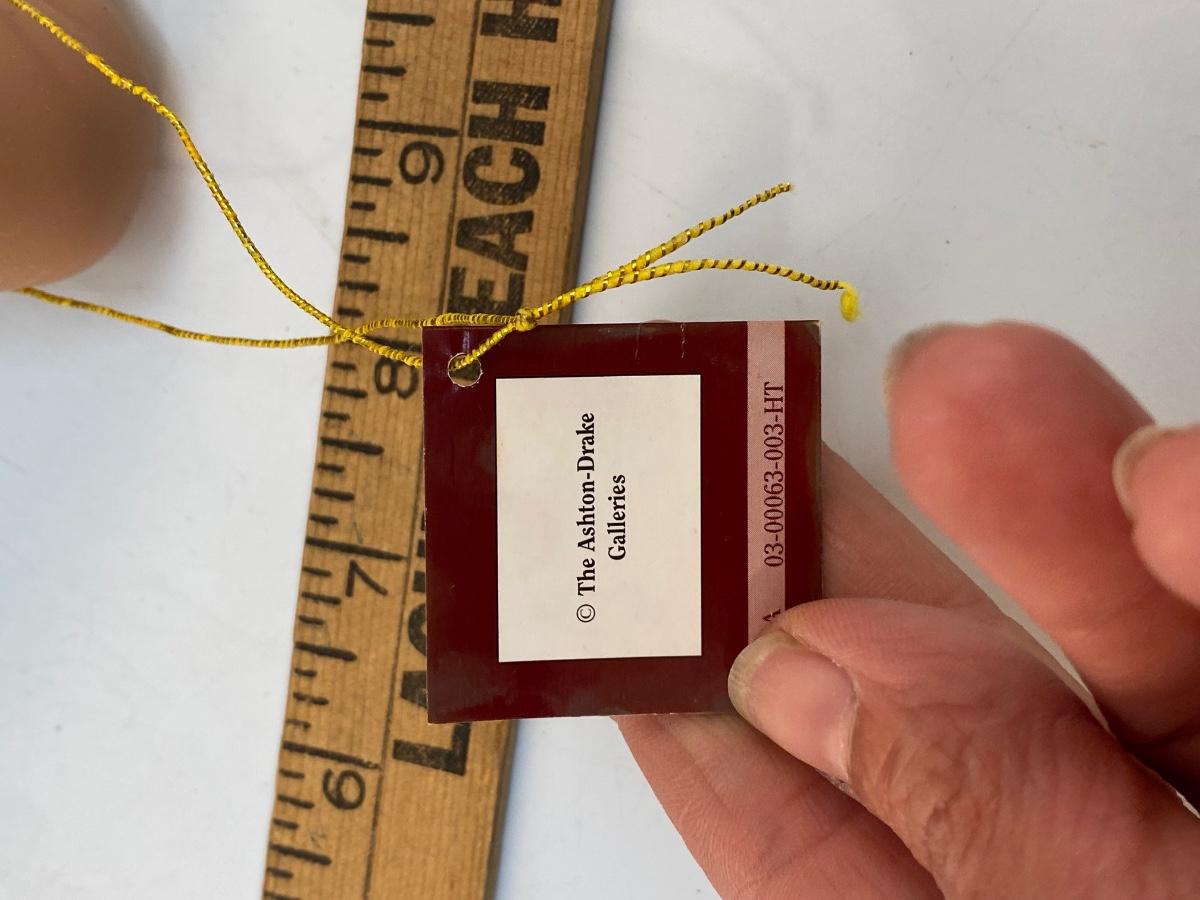 © The Ashton-Drake
Galleries
03-00063-003-HT
EACH H
6
7
8
9